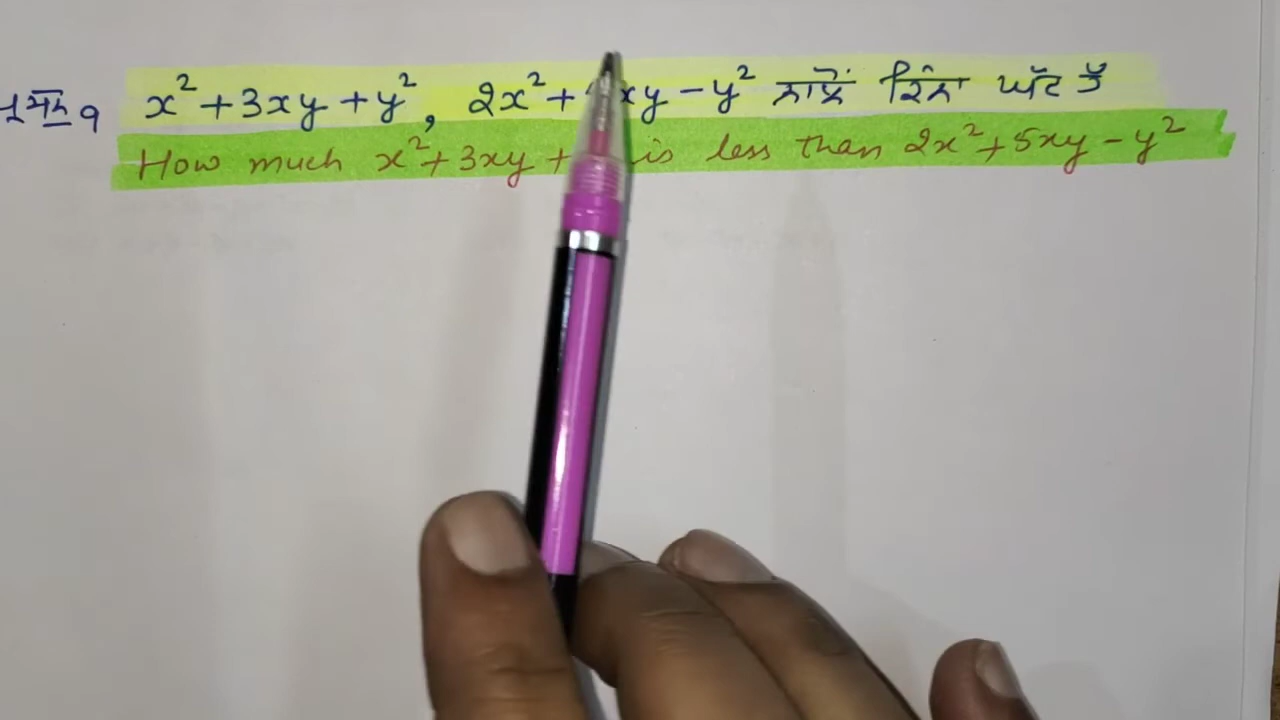 ਪ੍ਰਸ਼ਨ 9 x² + 3xy + y², 2x² + xy − y² ਨਾਲੋਂ ਕਿੰਨਾ ਘੱਟ ਹੈ
How much x² + 3xy + is less than 2x² + 5xy − y²